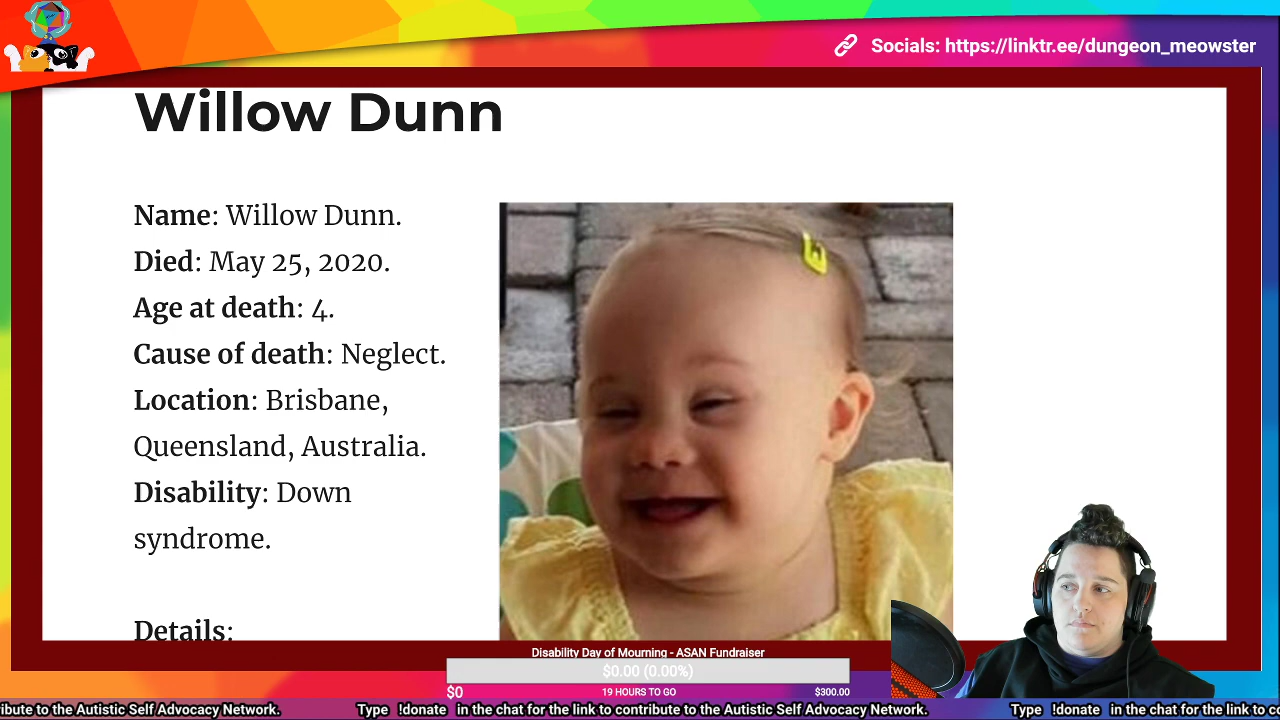 Socials: https://linktr.ee/dungeon_meowster
Willow Dunn
Name: Willow Dunn.
Died: May 25, 2020.
Age at death: 4.
Cause of death: Neglect.
Location: Brisbane,
Queensland, Australia.
Disability: Down
syndrome.
Details:
Disability Day of Mourning - ASAN Fundraiser
$0.00 (0.00%)
$0 19 HOURS TO GO $300.00
ibute to the Autistic Self Advocacy Network. Type !donate in the chat for the link to contribute to the Autistic Self Advocacy Network. Type !donate in the chat for the link to co